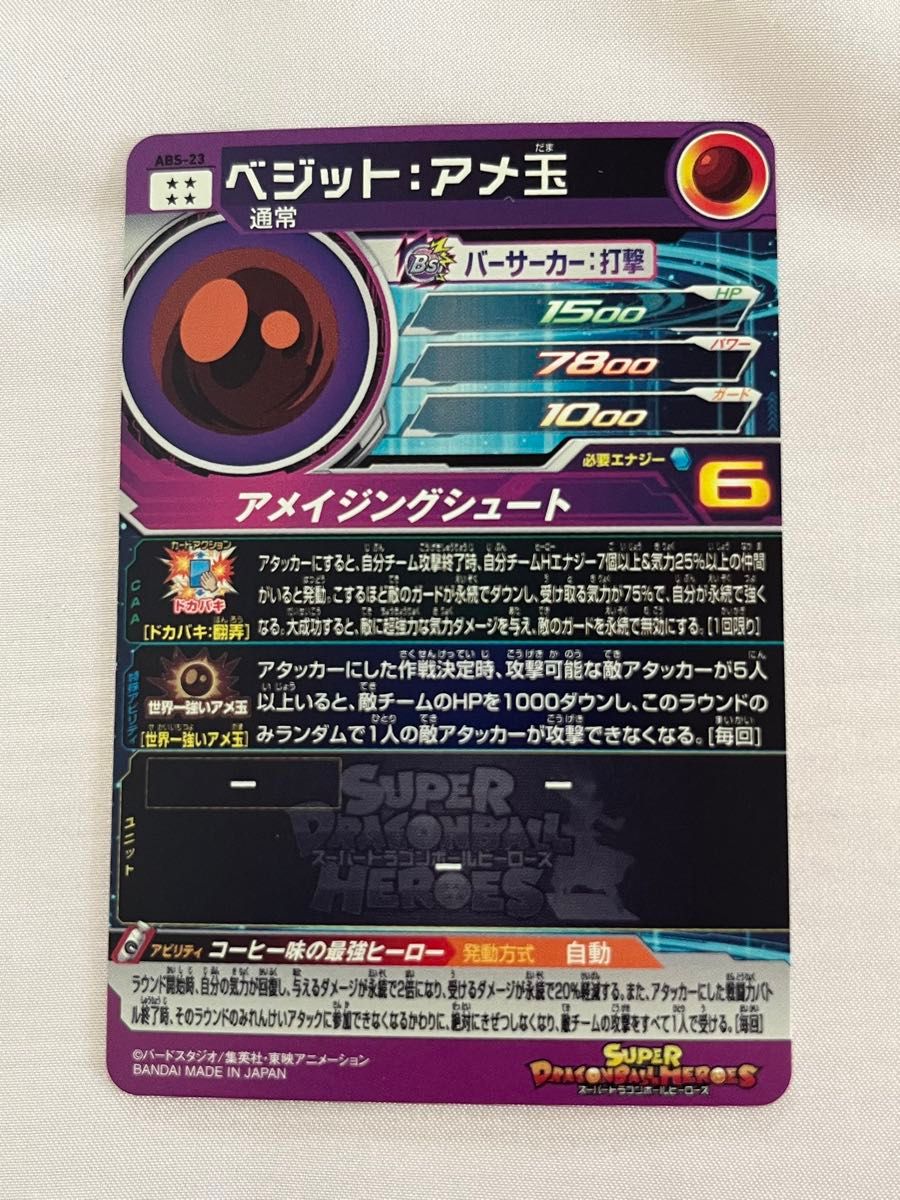 ABS-23
ベジット:アメ玉
だま
通常
Bs バーサーカー:打撃
HP
1500
パワー
7800
ガード
1000
必要エナジー 6
アメイジングシュート
CAA
カードアクション
ドカバキ
[ドカバキ:翻弄]
アタッカーにすると、自分チーム攻撃終了時、自分チームHエナジー7個以上&気力25%以上の仲間
がいると発動。こするほど敵のガードが永続でダウンし、受け取る気力が75%で、自分が永続で強く
なる。大成功すると、敵に超強力な気力ダメージを与え、敵のガードを永続で無効にする。[1回限り]
特殊アビリティ
世界一強いアメ玉
[世界一強いアメ玉]
アタッカーにした作戦決定時、攻撃可能な敵アタッカーが5人
以上いると、敵チームのHPを1000ダウンし、このラウンドの
みランダムで1人の敵アタッカーが攻撃できなくなる。[毎回]
ユニット
ー
ー
ー
SUPER
DRAGONBALL
スーパードラゴンボールヒーローズ
HEROES
アビリティ コーヒー味の最強ヒーロー 発動方式 自動
ラウンド開始時、自分の気力が回復し、与えるダメージが永続で2倍になり、受けるダメージが永続で20%軽減する。また、アタッカーにした戦闘力バト
ル終了時、そのラウンドのみれんけいアタックに参加できなくなるかわりに、絶対にきぜつしなくなり、敵チームの攻撃をすべて1人で受ける。[毎回]
©バードスタジオ/集英社・東映アニメーション
BANDAI MADE IN JAPAN
SUPER
DRAGONBALL HEROES
スーパードラゴンボールヒーローズ